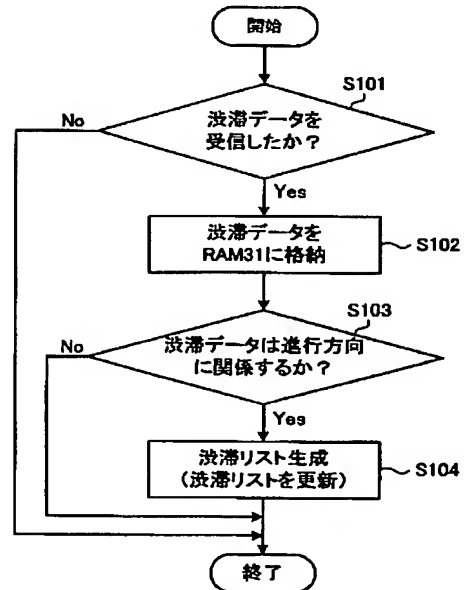 開始
S101
渋滞データを
受信したか？
No
Yes
渋滞データを
RAM31に格納
S102
S103
渋滞データは進行方向
に関係するか？
No
Yes
渋滞リスト生成
（渋滞リストを更新）
S104
終了